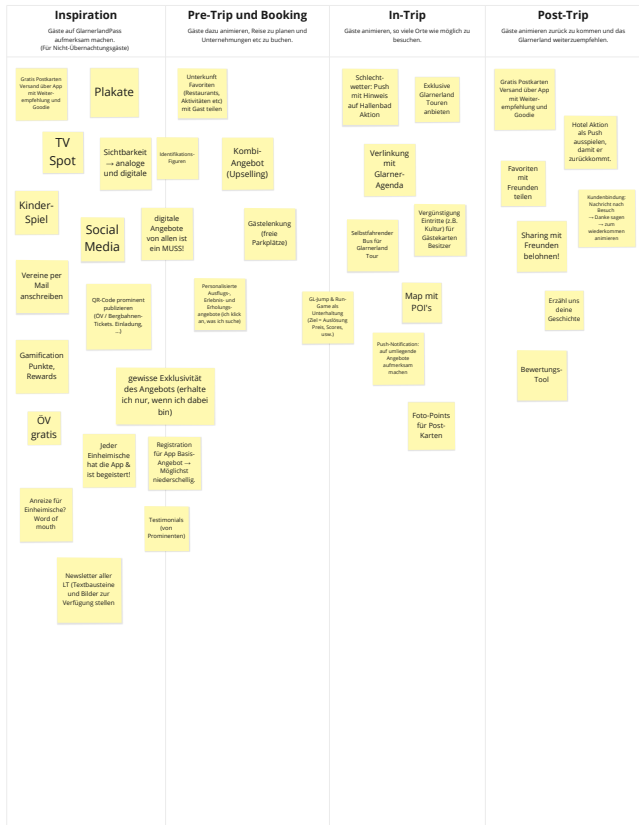 Inspiration
Gäste auf GlarnerlandPass
aufmerksam machen.
(Für Nicht-Übernachtungsgäste)
Gratis Postkarten
Versand über App
mit Weiter-
empfehlung und
Goodie
Plakate
TV
Spot
Sichtbarkeit
→ analoge
und digitale
Identifikations-
Figuren
Kinder-
Spiel
Social
Media
digitale
Angebote
von allen ist
ein MUSS!
Vereine per
Mail
anschreiben
QR-Code prominent
publizieren
(ÖV / Bergbahnen-
Tickets. Einladung,
...)
Gamification
Punkte,
Rewards
gewisse Exklusivität
des Angebots (erhalte
ich nur, wenn ich dabei
bin)
ÖV
gratis
Jeder
Einheimische
hat die App &
ist begeistert!
Registration
für App Basis-
Angebot →
Möglichst
niederschellig.
Anreize für
Einheimische?
Word of
mouth
Testimonials
(von
Prominenten)
Newsletter aller
LT (Textbausteine
und Bilder zur
Verfügung stellen
Pre-Trip und Booking
Gäste dazu animieren, Reise zu planen und
Unternehmungen etc zu buchen.
Unterkunft
Favoriten
(Restaurants,
Aktivitäten etc)
mit Gast teilen
Kombi-
Angebot
(Upselling)
Gästelenkung
(freie
Parkplätze)
Personalisierte
Ausflugs-,
Erlebnis- und
Erholungs-
angebote (ich klick
an, was ich suche)
GL-Jump & Run-
Game als
Unterhaltung
(Ziel = Auslösung
Preis, Scores,
usw.)
In-Trip
Gäste animieren, so viele Orte wie möglich zu
besuchen.
Schlecht-
wetter: Push
mit Hinweis
auf Hallenbad
Aktion
Exklusive
Glarnerland
Touren
anbieten
Verlinkung
mit
Glarner-
Agenda
Vergünstigung
Eintritte (z.B.
Kultur) für
Gästekarten
Besitzer
Selbstfahrender
Bus für
Glarnerland
Tour
Map mit
POI's
Push-Notification:
auf umliegende
Angebote
aufmerksam
machen
Foto-Points
für Post-
Karten
Post-Trip
Gäste animieren zurück zu kommen und das
Glarnerland weiterzuempfehlen.
Gratis Postkarten
Versand über App
mit Weiter-
empfehlung und
Goodie
Hotel Aktion
als Push
ausspielen,
damit er
zurückkommt.
Favoriten
mit
Freunden
teilen
Kundenbindung:
Nachricht nach
Besuch
→ Danke sagen
→ zum
wiederkommen
animieren
Sharing mit
Freunden
belohnen!
Erzähl uns
deine
Geschichte
Bewertungs-
Tool